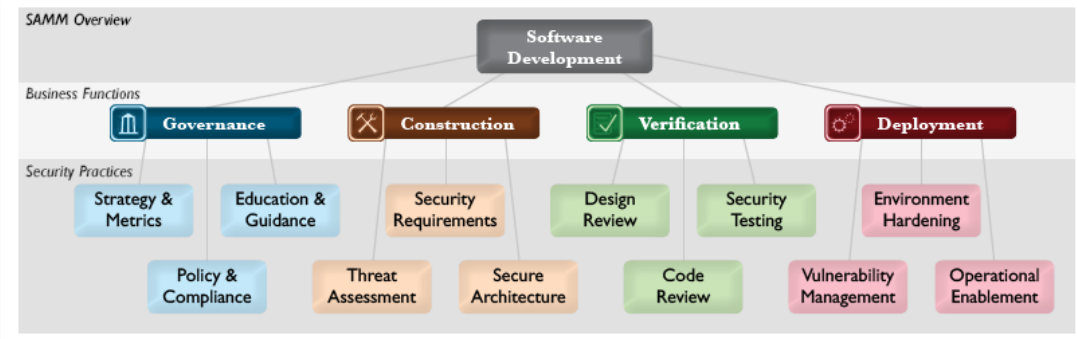 SAMM Overview
Software
Development
Business Functions
Governance
Construction
Verification
Deployment
Security Practices
Strategy &
Metrics
Education &
Guidance
Security
Requirements
Design
Review
Security
Testing
Environment
Hardening
Policy &
Compliance
Threat
Assessment
Secure
Architecture
Code
Review
Vulnerability
Management
Operational
Enablement